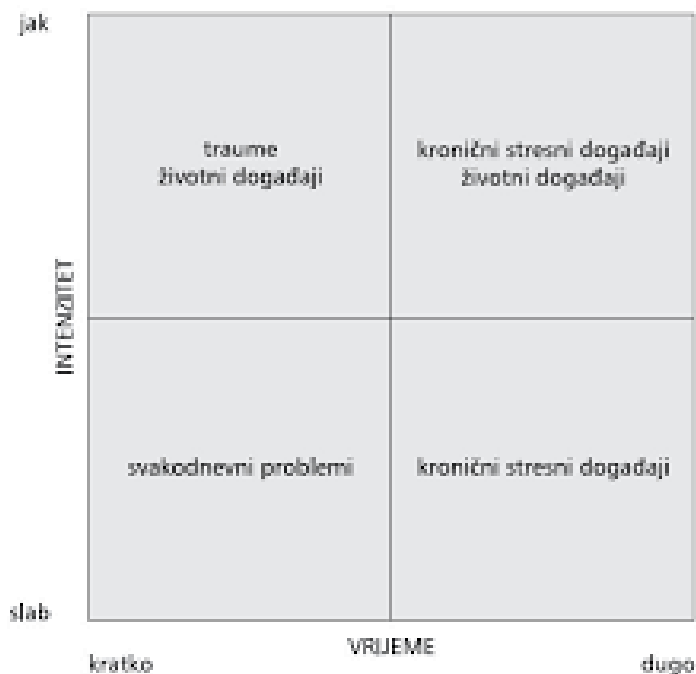 jak
traume
životni događaji
kronični stresni događaji
životni događaji
INTENZITET
svakodnevni problemi
kronični stresni događaji
slab
VRIJEME
kratko
dugo